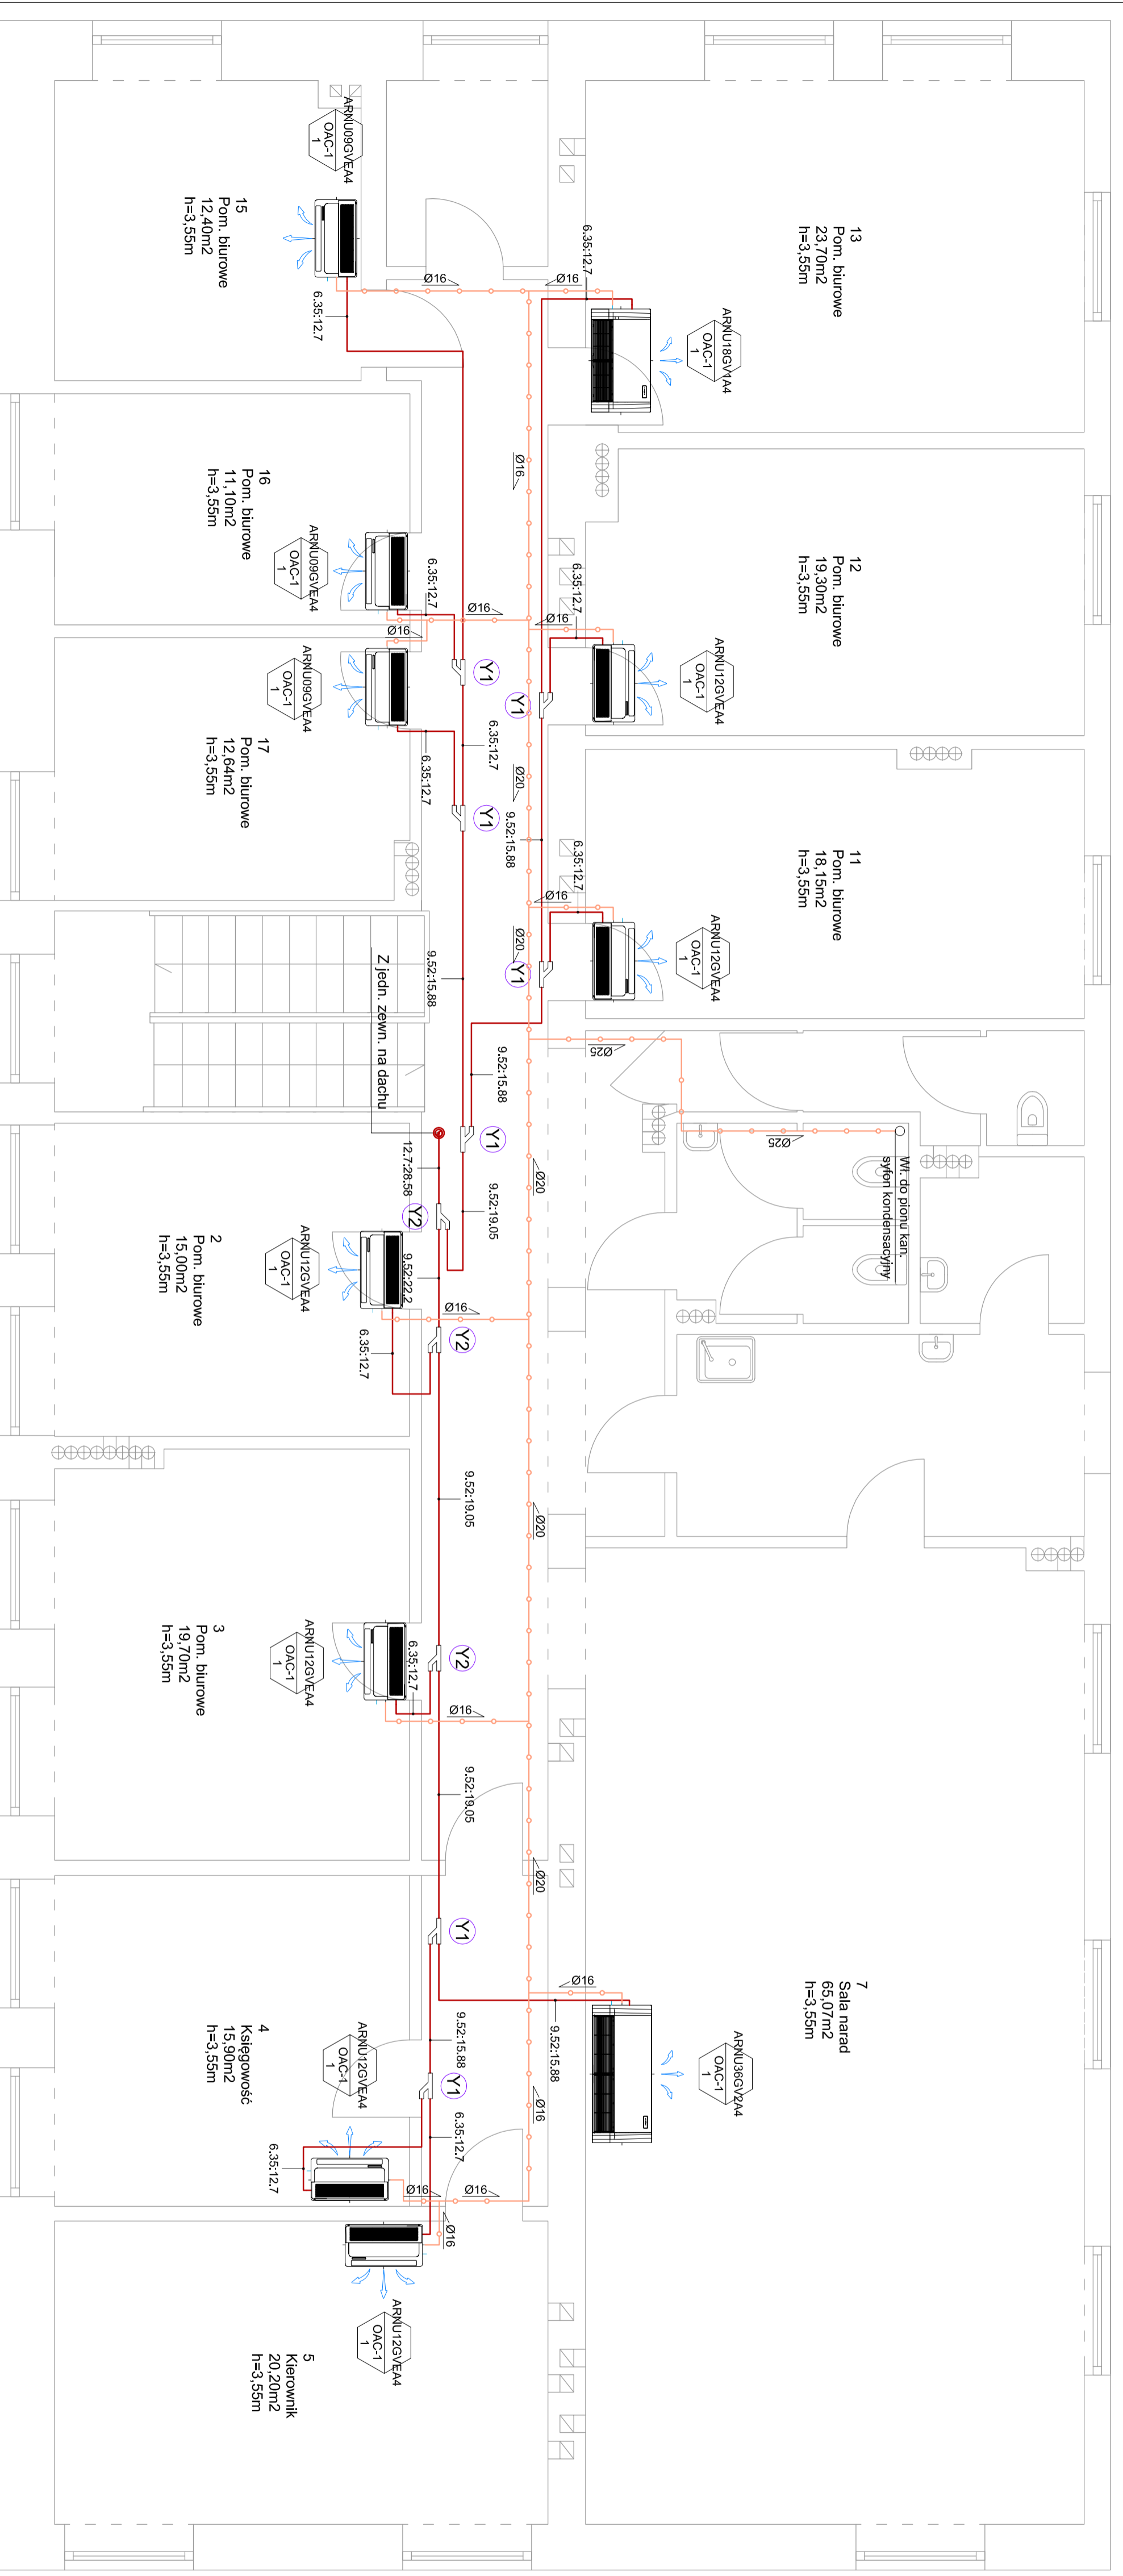 13
Pom. biurowe
23,70m2
h=3,55m
ARNU18GV1A4
OAC-1
1
6.35:12.7
Ø16
Ø16
ARNU09GVEA4
OAC-1
1
15
Pom. biurowe
12,40m2
h=3,55m
6.35:12.7
12
Pom. biurowe
19,30m2
h=3,55m
ARNU12GVEA4
OAC-1
1
6.35:12.7
Ø16
Ø16
16
Pom. biurowe
11,10m2
h=3,55m
ARNU09GVEA4
OAC-1
1
6.35:12.7
Ø16
Ø16
Y1
Y1
17
Pom. biurowe
12,64m2
h=3,55m
ARNU09GVEA4
OAC-1
1
6.35:12.7
6.35:12.7
Y1
Ø20
9.52:15.88
11
Pom. biurowe
18,15m2
h=3,55m
ARNU12GVEA4
OAC-1
1
6.35:12.7
Ø16
Ø20
Y1
9.52:15.88
Z jedn. zewn. na dachu
9.52:15.88
Ø25
Ø25
Wł. do pionu kan.
syfon kondensacyjny
Y1
12.7:28.58
9.52:19.05
Ø20
Y2
2
Pom. biurowe
15,00m2
h=3,55m
ARNU12GVEA4
OAC-1
1
9.52:22.2
Ø16
6.35:12.7
Y2
9.52:19.05
Ø20
3
Pom. biurowe
19,70m2
h=3,55m
ARNU12GVEA4
OAC-1
1
6.35:12.7
Y2
Ø16
9.52:19.05
Ø20
Y1
7
Sala narad
65,07m2
h=3,55m
ARNU36GV2A4
OAC-1
1
Ø16
9.52:15.88
9.52:15.88
Ø16
4
Księgowość
15,90m2
h=3,55m
ARNU12GVEA4
OAC-1
1
Y1
6.35:12.7
6.35:12.7
Ø16
Ø16
Ø16
5
Kierownik
20,20m2
h=3,55m
ARNU12GVEA4
OAC-1
1